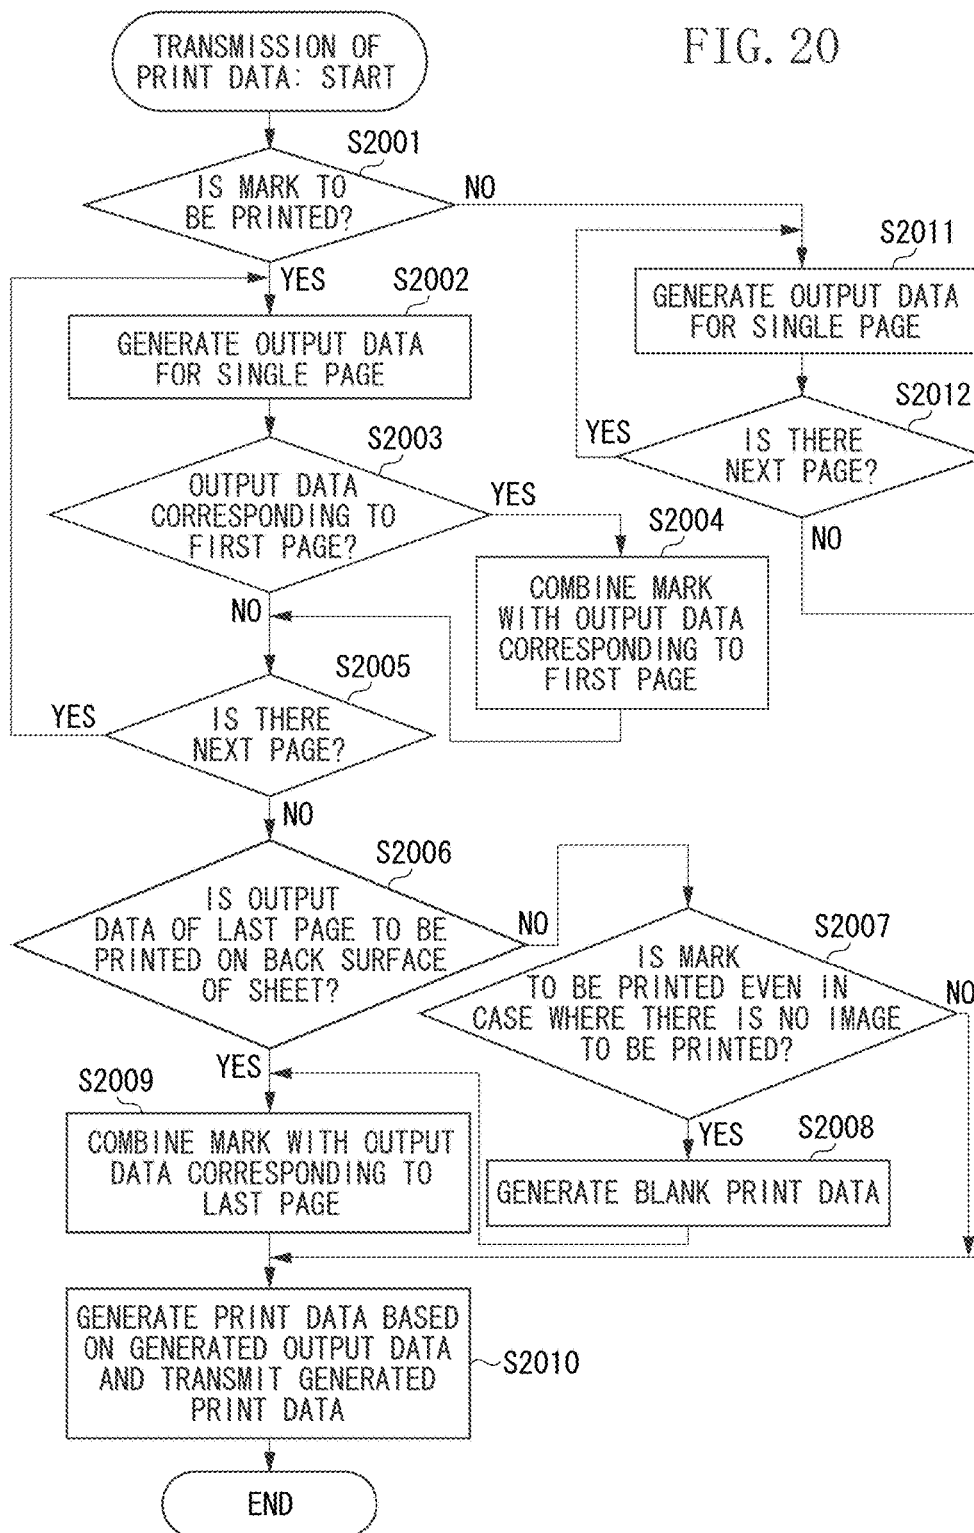 FIG. 20
TRANSMISSION OF
PRINT DATA: START
S2001
IS MARK TO
BE PRINTED?
NO
YES
S2002
GENERATE OUTPUT DATA
FOR SINGLE PAGE
S2003
OUTPUT DATA
CORRESPONDING TO
FIRST PAGE?
YES
NO
S2004
COMBINE MARK
WITH OUTPUT DATA
CORRESPONDING TO
FIRST PAGE
S2005
IS THERE
NEXT PAGE?
YES
NO
S2006
IS OUTPUT
DATA OF LAST PAGE TO BE
PRINTED ON BACK SURFACE
OF SHEET?
NO
YES
S2007
IS MARK
TO BE PRINTED EVEN IN
CASE WHERE THERE IS NO IMAGE
TO BE PRINTED?
NO
YES
S2008
GENERATE BLANK PRINT DATA
S2009
COMBINE MARK WITH OUTPUT
DATA CORRESPONDING TO
LAST PAGE
S2010
GENERATE PRINT DATA BASED
ON GENERATED OUTPUT DATA
AND TRANSMIT GENERATED
PRINT DATA
END
S2011
GENERATE OUTPUT DATA
FOR SINGLE PAGE
S2012
IS THERE
NEXT PAGE?
YES
NO